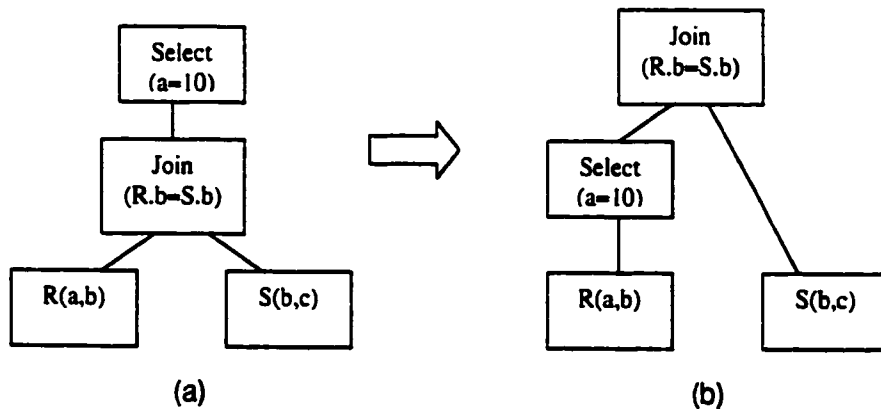 Select
(a=10)
Join
(R.b=S.b)
R(a,b)
S(b,c)
(a)
Join
(R.b=S.b)
Select
(a=10)
R(a,b)
S(b,c)
(b)